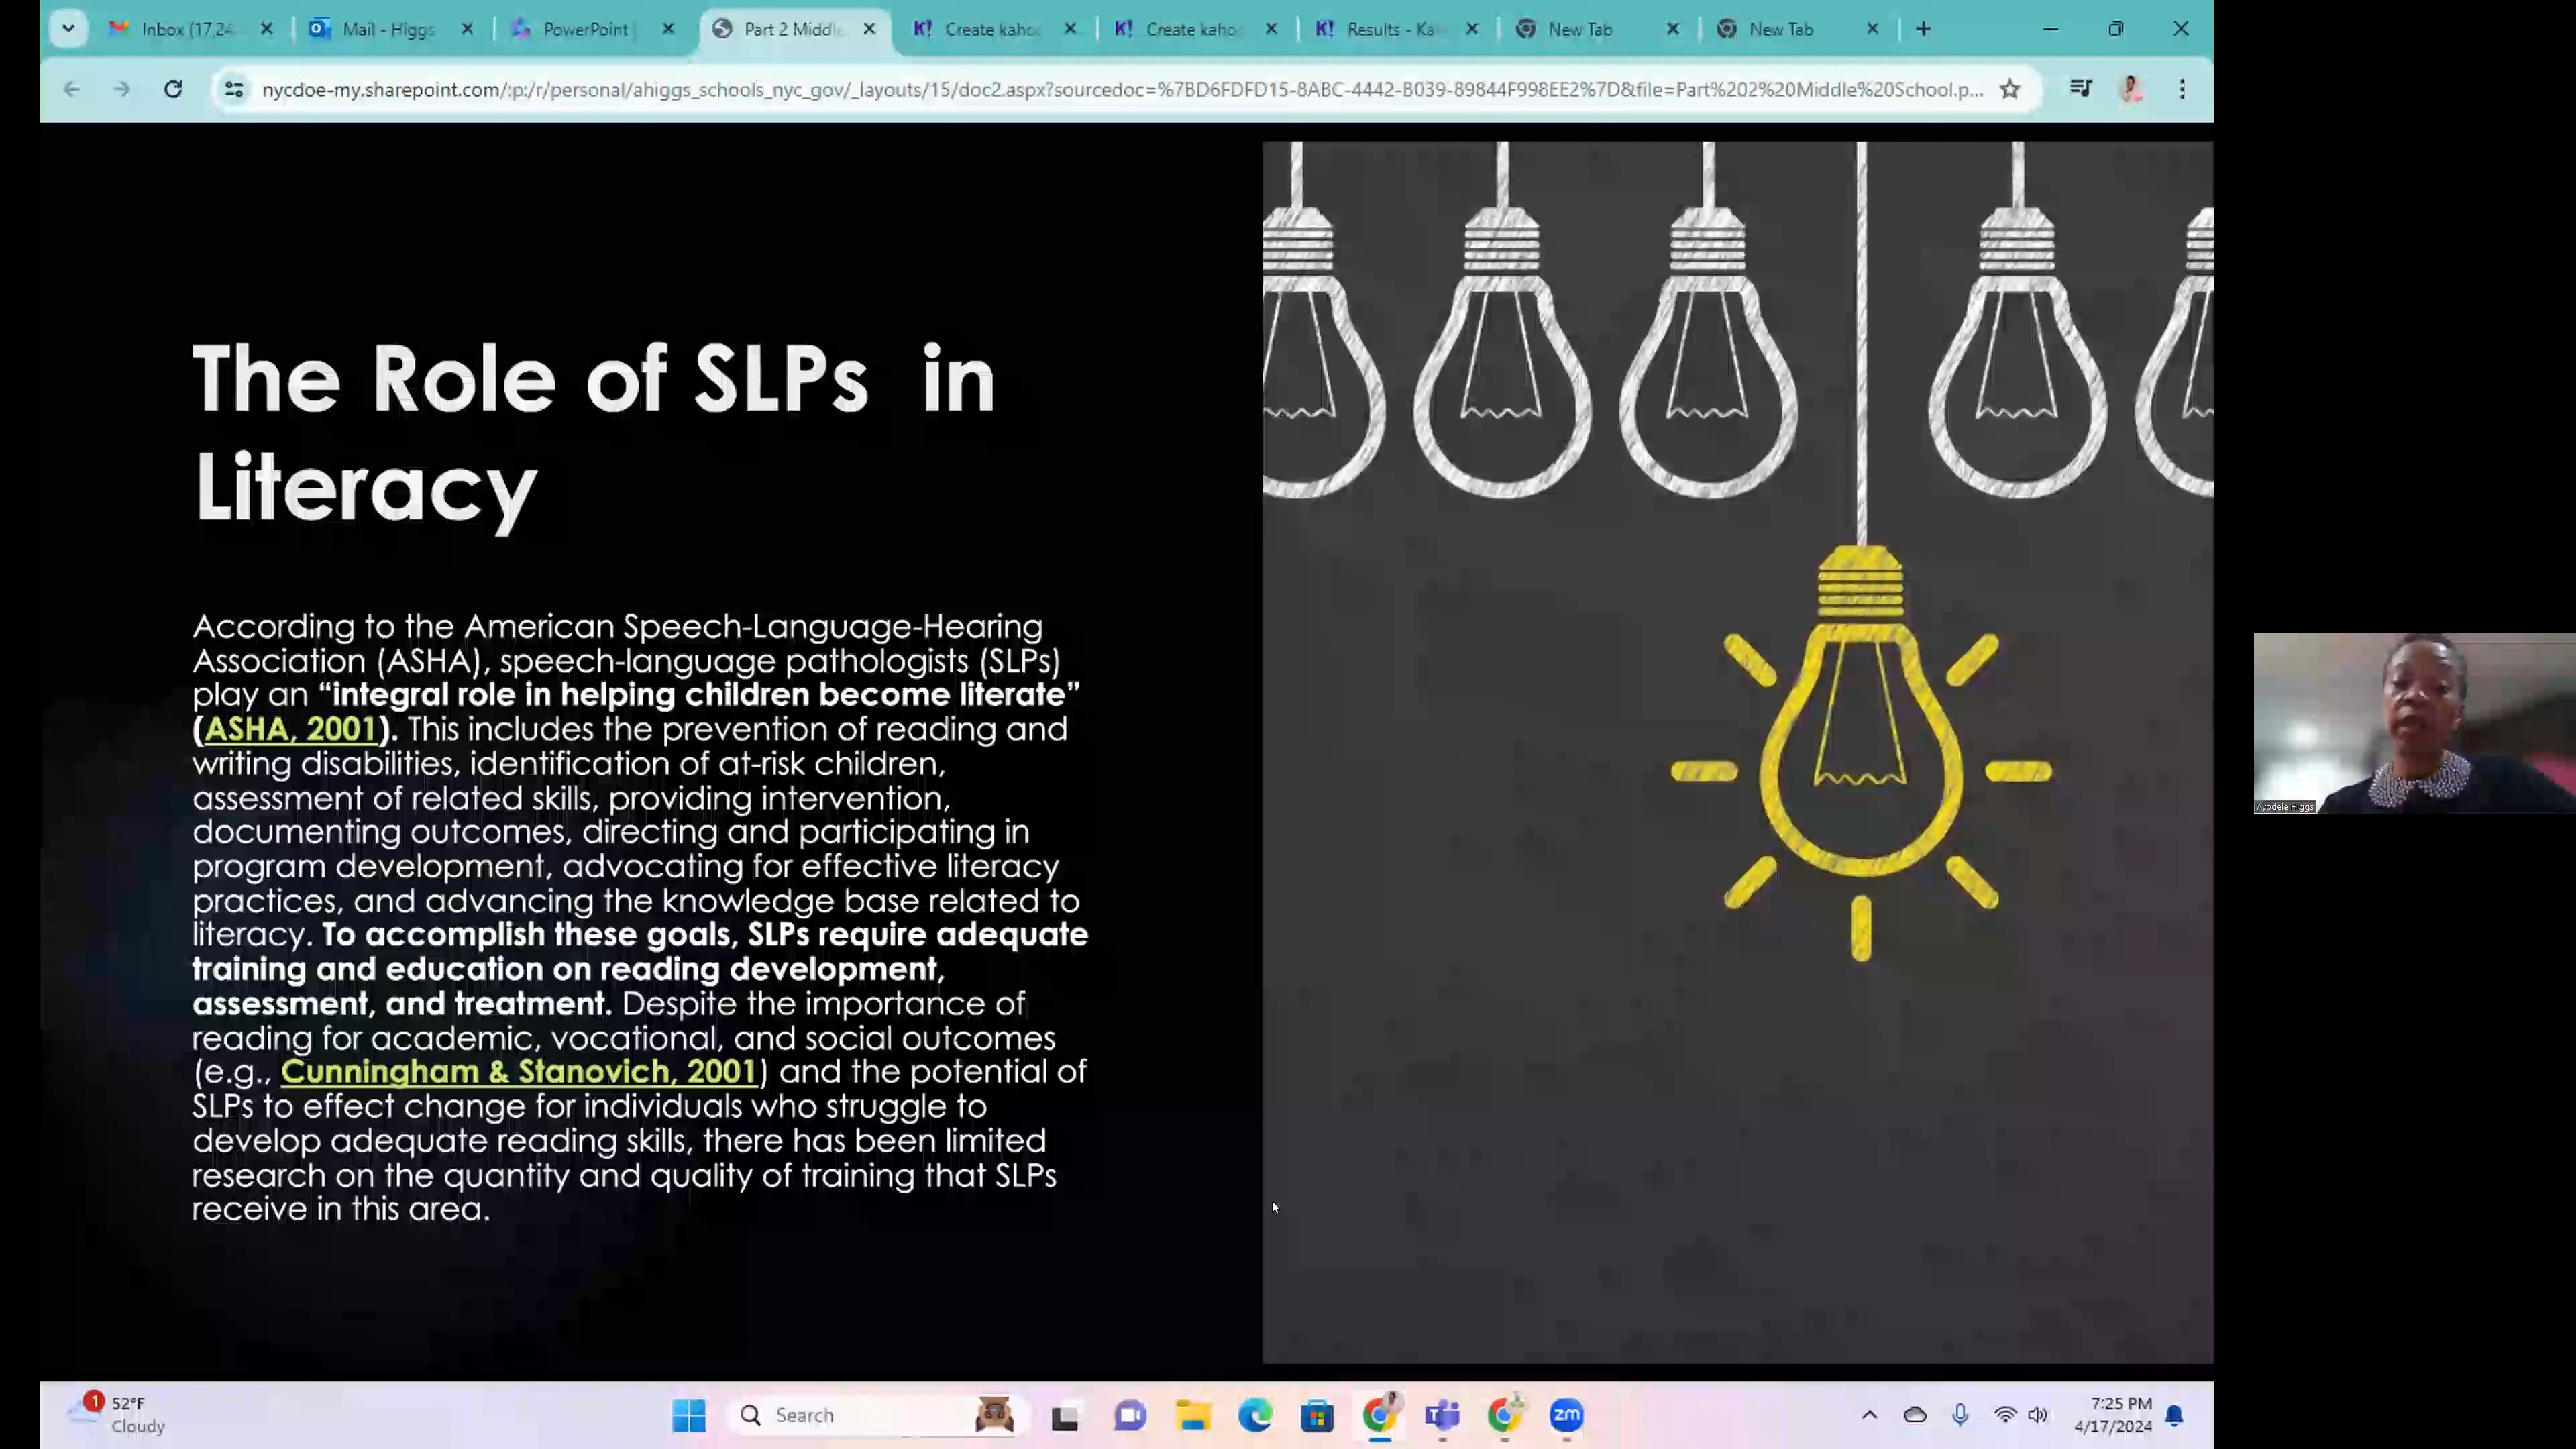 Inbox (17,24
Mail - Higgs
PowerPoint
Part 2 Middl
K! Create kaho
K! Create kaho
K! Results - Ka
New Tab
New Tab
nycdoe-my.sharepoint.com/:p:/r/personal/ahiggs_schools_nyc_gov/_layouts/15/doc2.aspx?sourcedoc=%7BD6FDFD15-8ABC-4442-B039-89844F998EE2%7D&file=Part%202%20Middle%20School.p...
The Role of SLPs in
Literacy
According to the American Speech-Language-Hearing
Association (ASHA), speech-language pathologists (SLPs)
play an “integral role in helping children become literate”
(ASHA, 2001). This includes the prevention of reading and
writing disabilities, identification of at-risk children,
assessment of related skills, providing intervention,
documenting outcomes, directing and participating in
program development, advocating for effective literacy
practices, and advancing the knowledge base related to
literacy. To accomplish these goals, SLPs require adequate
training and education on reading development,
assessment, and treatment. Despite the importance of
reading for academic, vocational, and social outcomes
(e.g., Cunningham & Stanovich, 2001) and the potential of
SLPs to effect change for individuals who struggle to
develop adequate reading skills, there has been limited
research on the quantity and quality of training that SLPs
receive in this area.
Ayodele Higgs
1
52°F
Cloudy
Search
zm
7:25 PM
4/17/2024